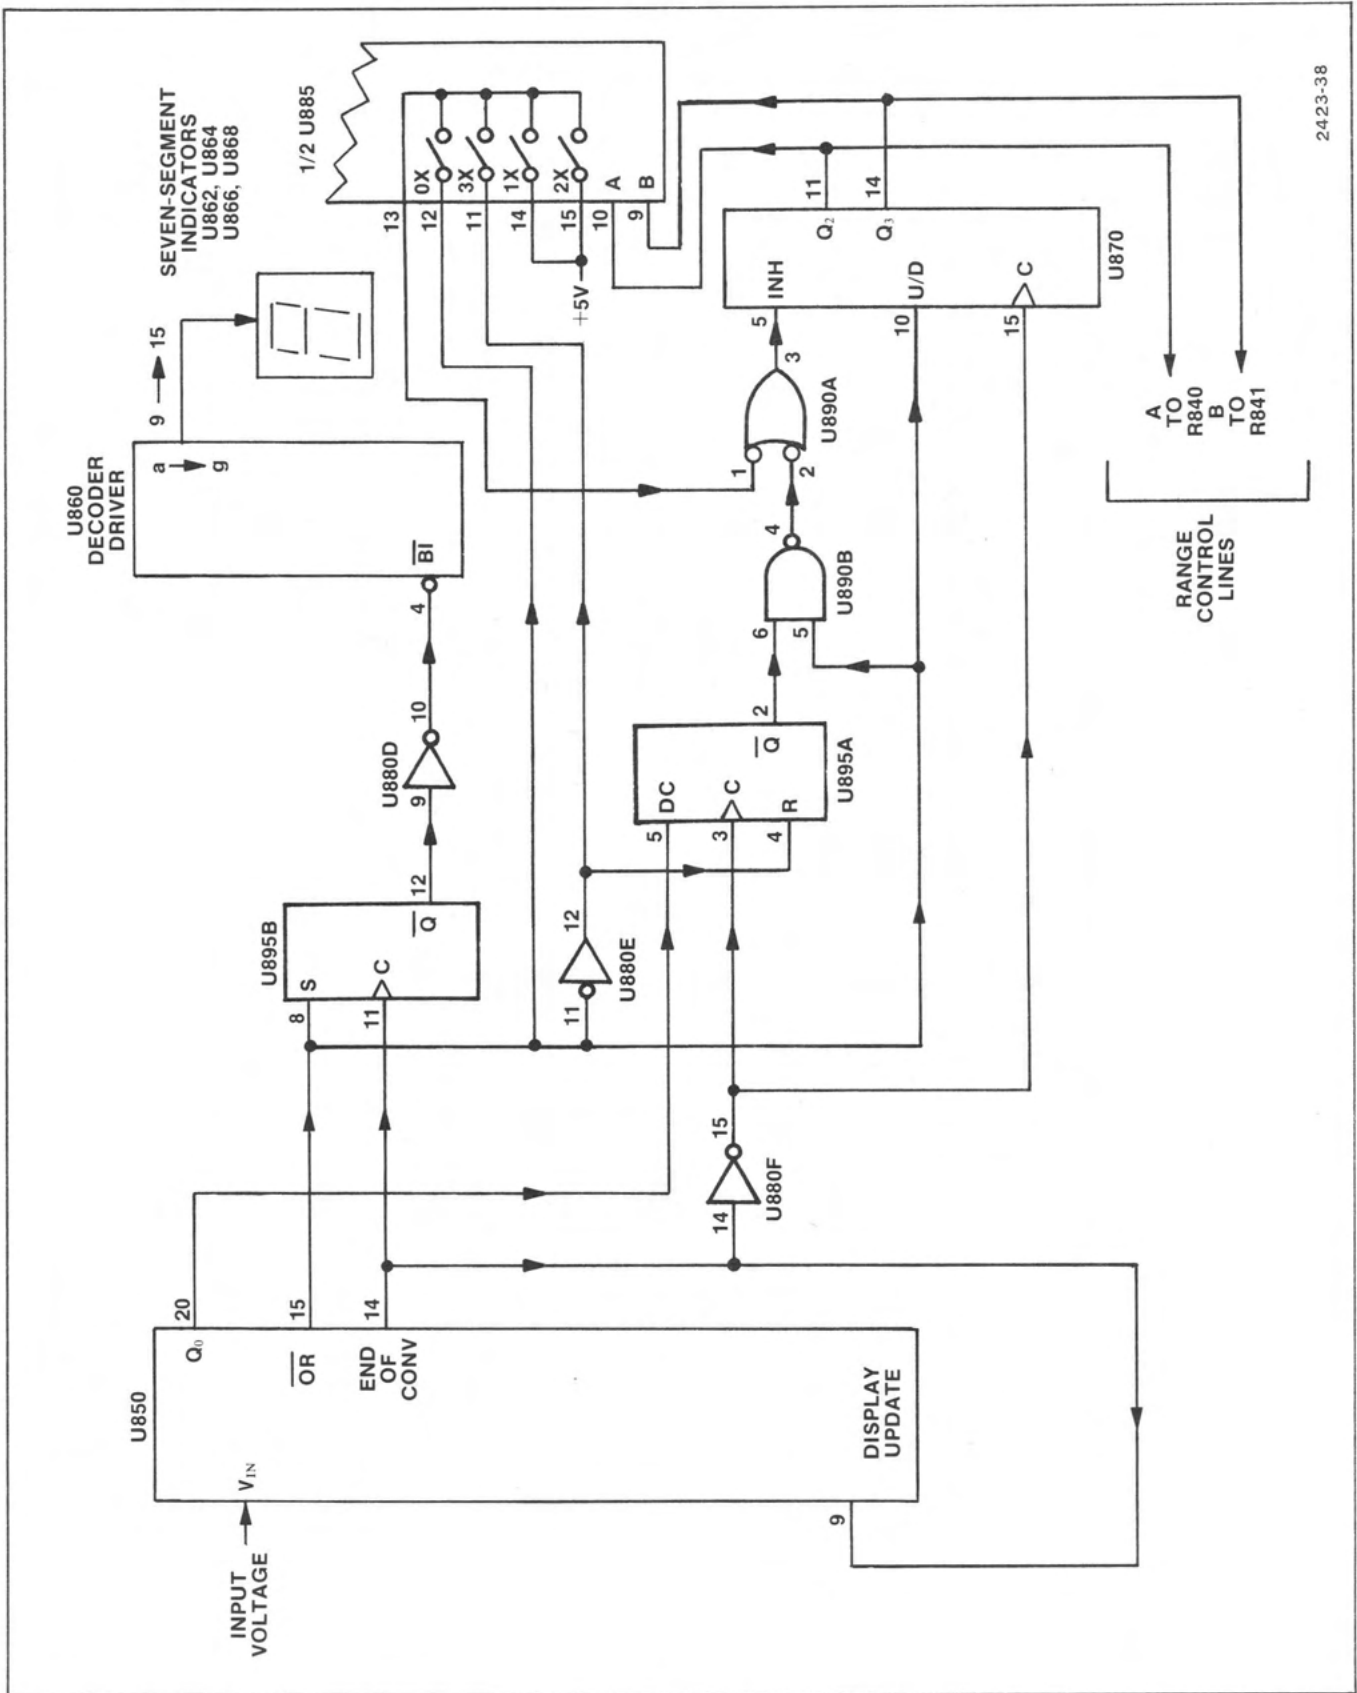 SEVEN-SEGMENT
INDICATORS
U862, U864
U866, U868
1/2 U885
13
12
0X
11
3X
14
1X
15
2X
10
A
9
B
+5V
9
15
U860
DECODER
DRIVER
a
g
BI
4
10
U880D
9
12
U895B
S
8
C
11
Q
12
U880E
11
U850
VIN
INPUT
VOLTAGE
Q0
20
OR
15
END
OF
CONV
14
DISPLAY
UPDATE
9
14
U880F
15
5
DC
3
C
4
R
Q
2
U895A
6
5
4
U890B
1
2
3
U890A
5
INH
10
U/D
15
C
Q2
11
Q3
14
U870
A
TO
R840
B
TO
R841
RANGE
CONTROL
LINES
2423-38